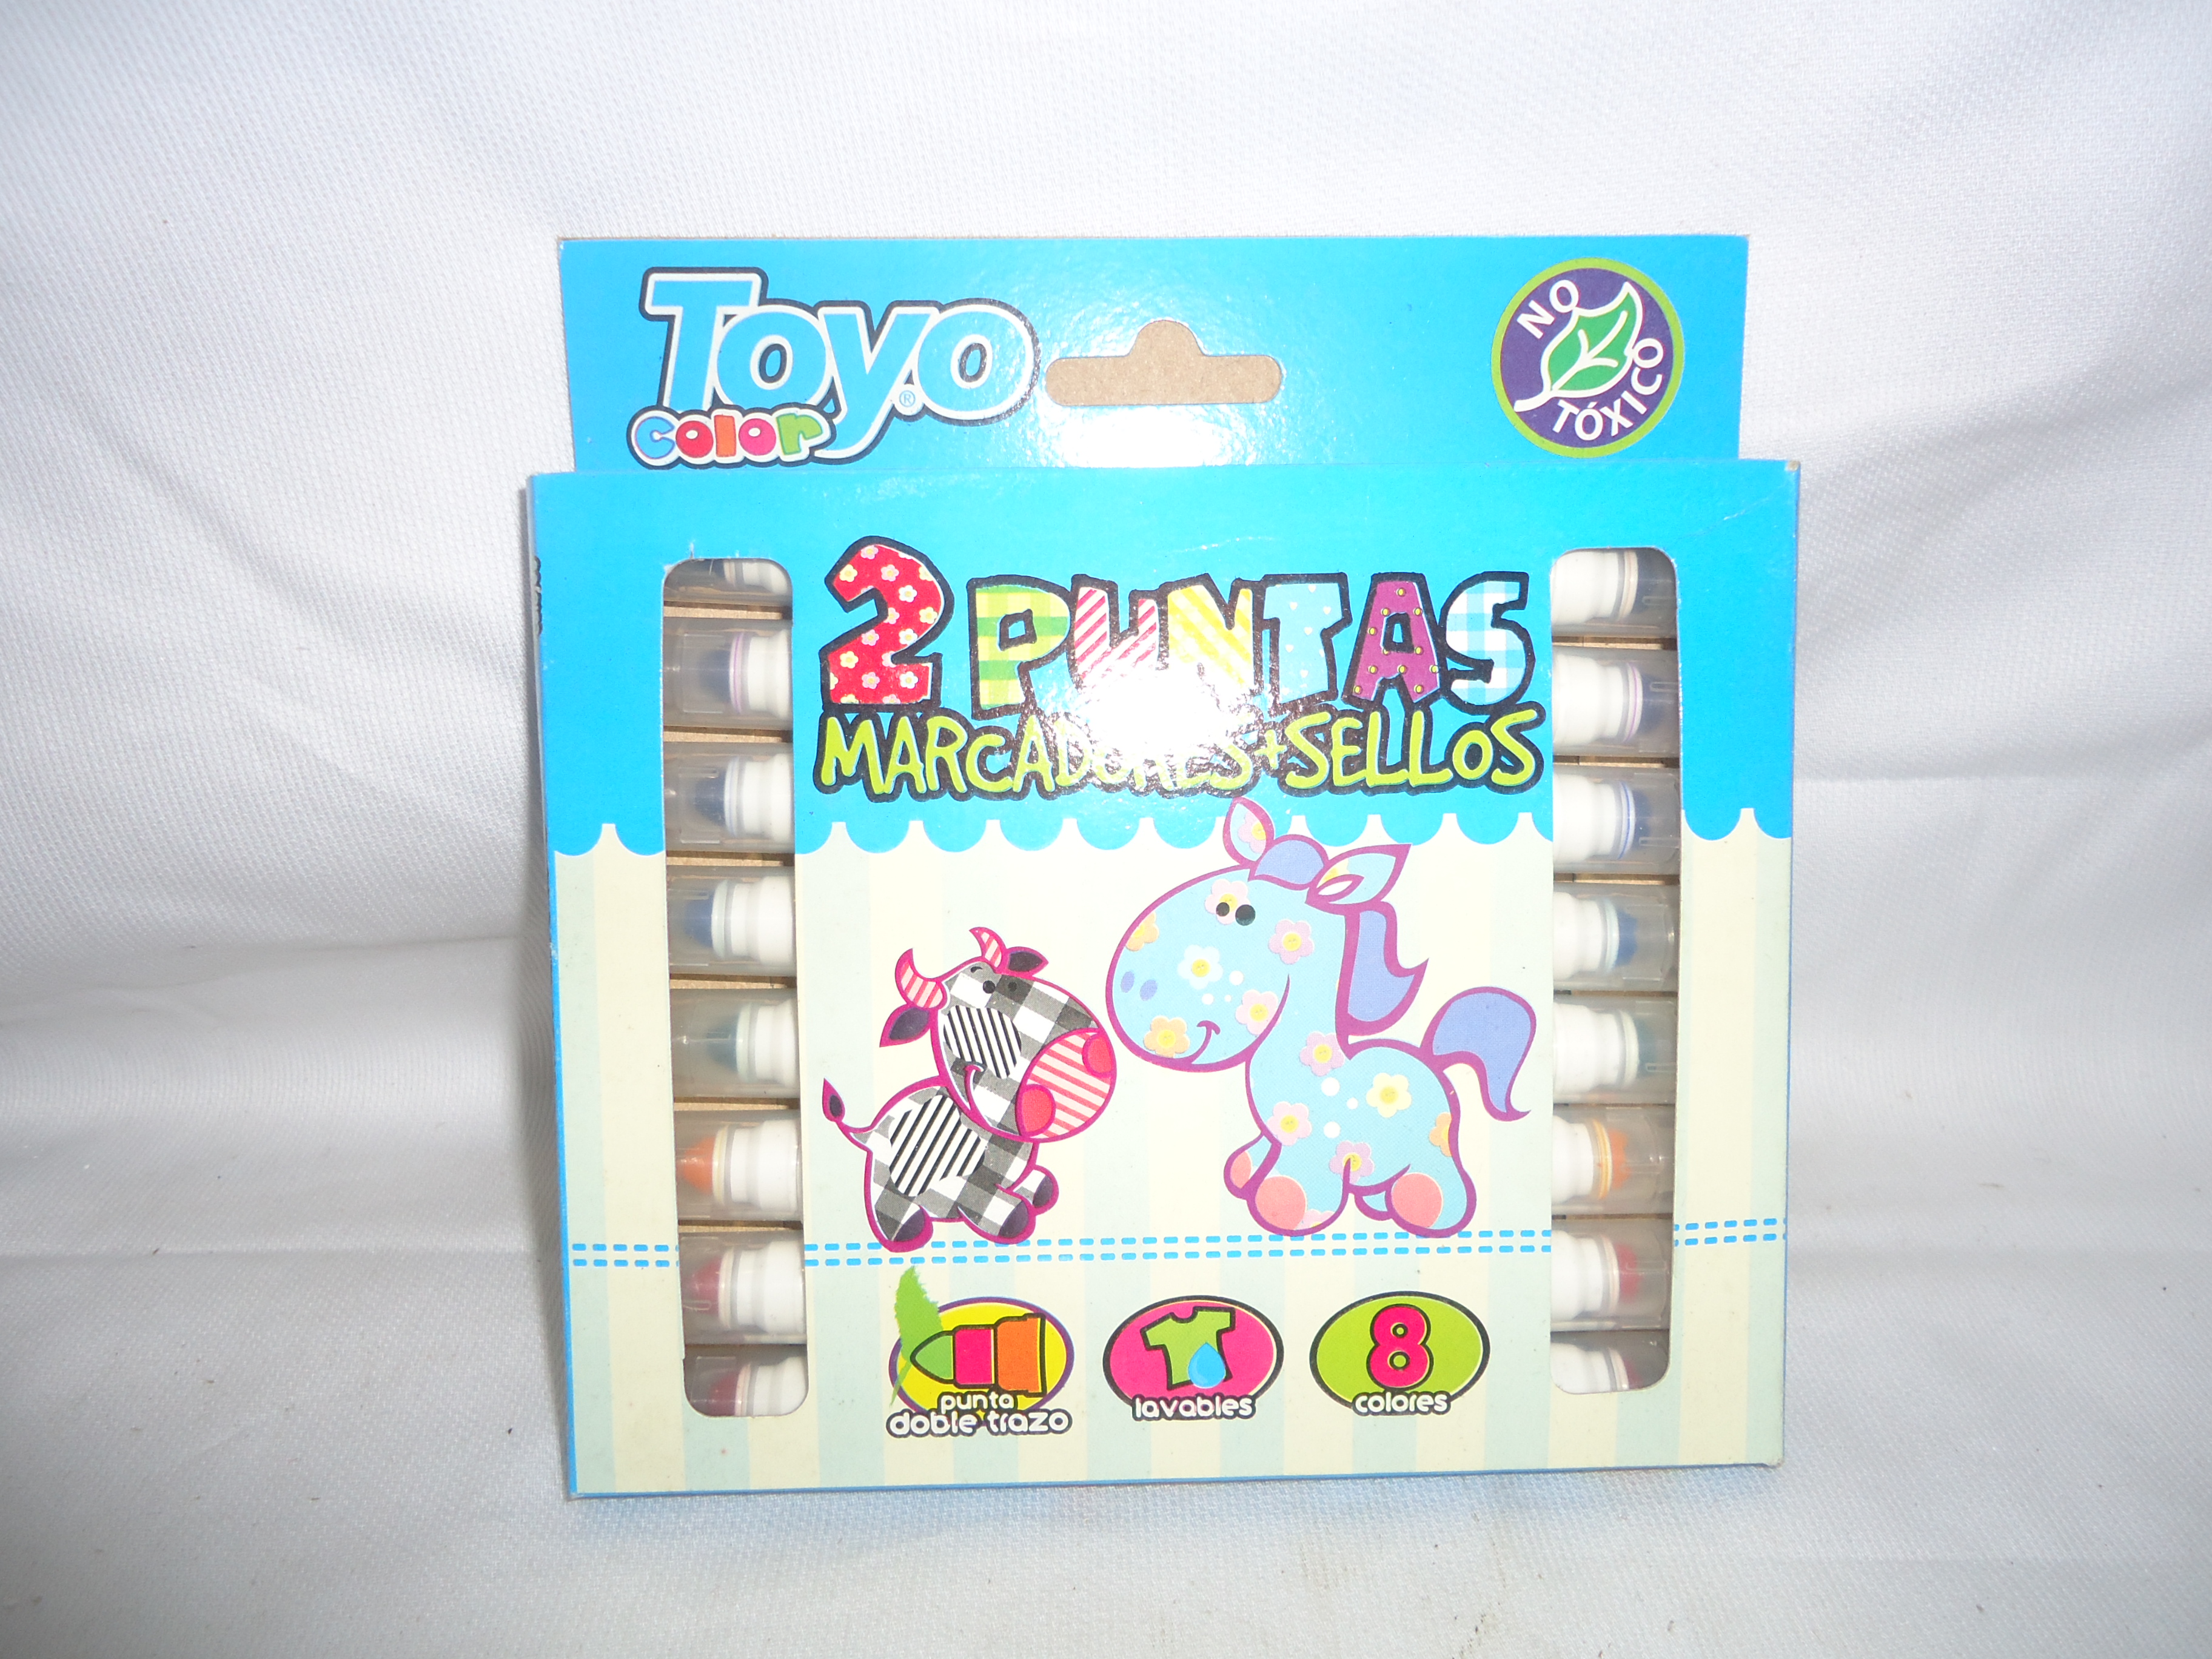 Toyo®
color
NO
TÓXICO
2 PUNTAS
MARCADORES+SELLOS
punta
doble trazo
lavables
8
colores